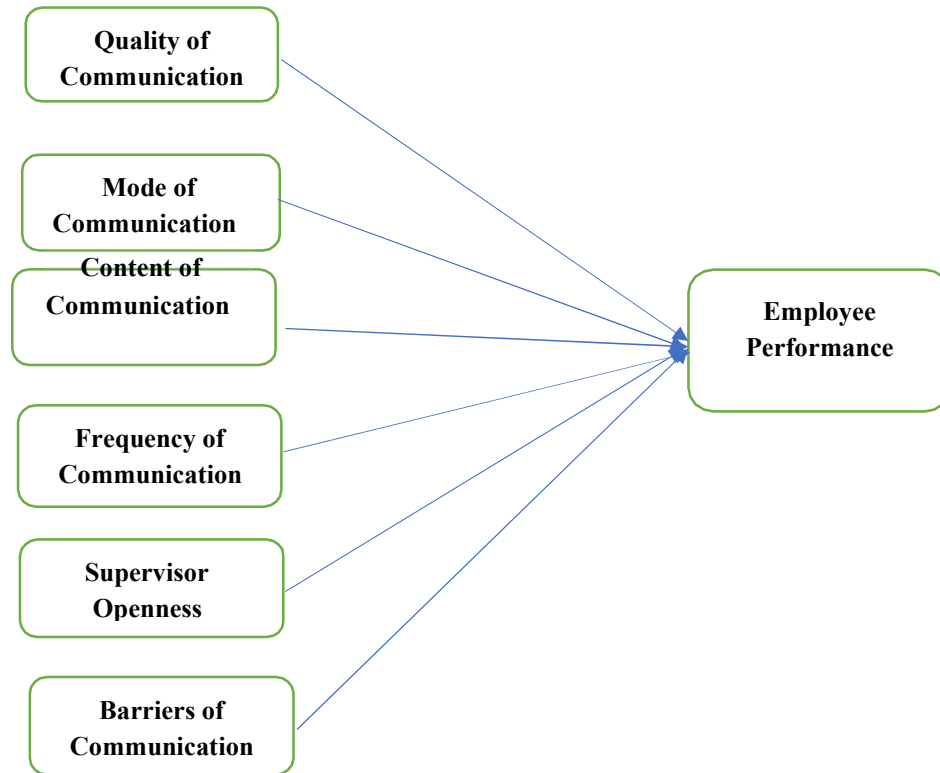 Quality of
Communication
Mode of
Communication
Content of
Communication
Employee
Performance
Frequency of
Communication
Supervisor
Openness
Barriers of
Communication